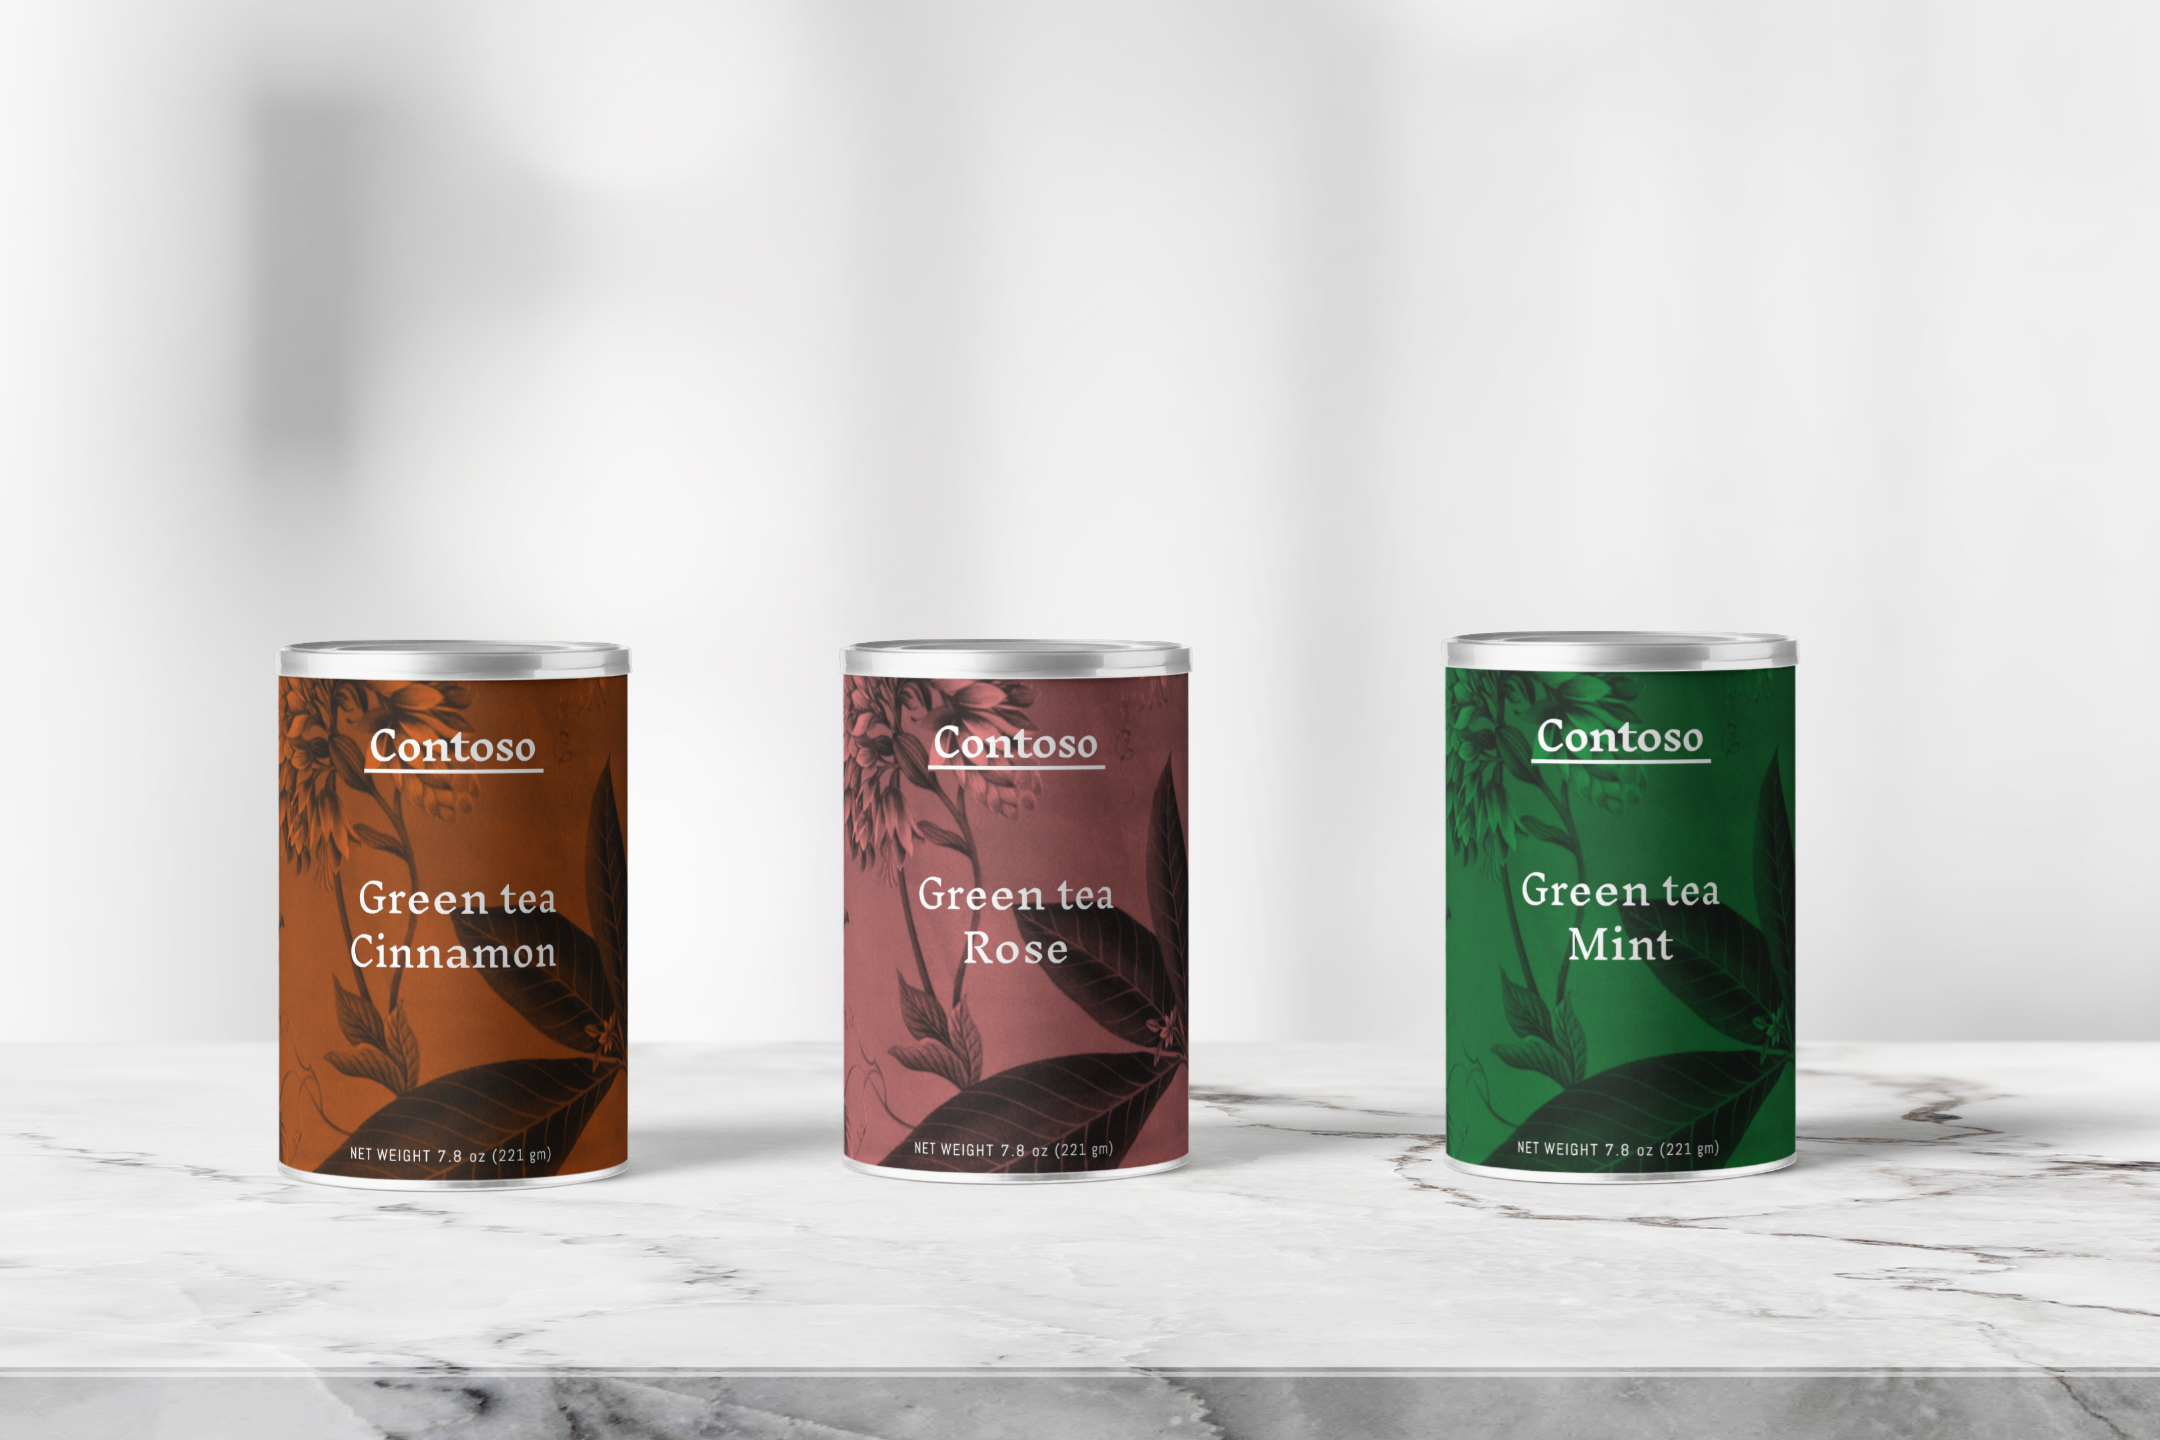 Contoso
Green tea
Cinnamon
NET WEIGHT 7.8 oz (221 gm)
Contoso
Green tea
Rose
NET WEIGHT 7.8 oz (221 gm)
Contoso
Green tea
Mint
NET WEIGHT 7.8 oz (221 gm)